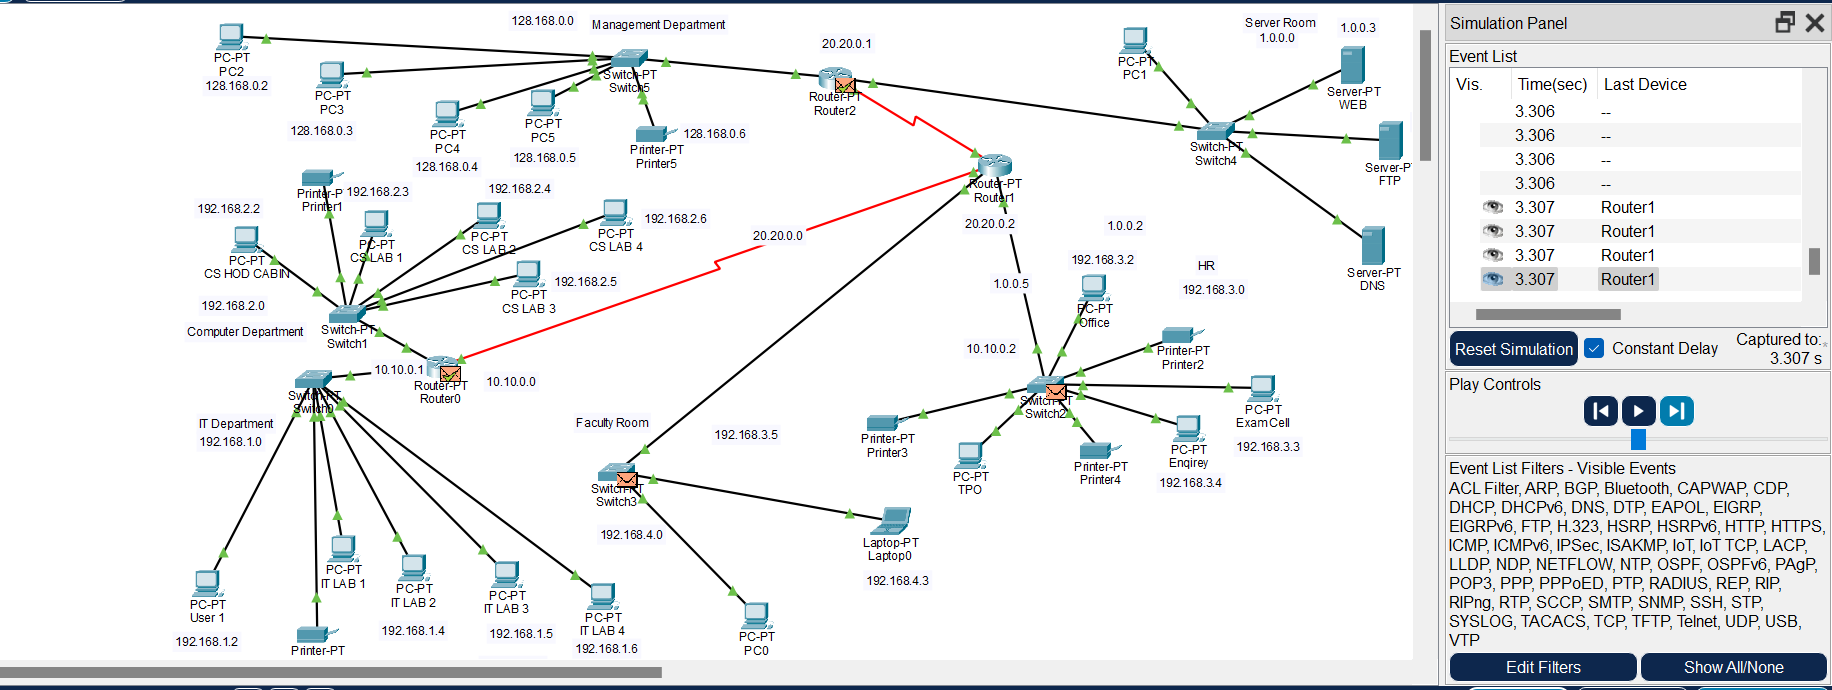 128.168.0.0
Management Department
PC-PT
PC2
128.168.0.2
PC-PT
PC3
128.168.0.3
PC-PT
PC4
128.168.0.4
PC-PT
PC5
128.168.0.5
Switch-PT
Switch5
Printer-PT
Printer5
128.168.0.6
20.20.0.1
Router-PT
Router2
Server Room
1.0.0.0
1.0.0.3
PC-PT
PC1
Server-PT
WEB
Switch-PT
Switch4
Server-P
FTP
Server-PT
DNS
Router-PT
Router1
20.20.0.2
20.20.0.0
Printer-P
Printer1
192.168.2.3
192.168.2.4
192.168.2.2
PC-PT
CS LAB 1
PC-PT
CS LAB 2
PC-PT
CS LAB 4
192.168.2.6
PC-PT
CS HOD CABIN
192.168.2.5
PC-PT
CS LAB 3
192.168.2.0
Computer Department
Switch-PT
Switch1
10.10.0.1
Router-PT
Router0
10.10.0.0
Switch-PT
Switch0
IT Department
192.168.1.0
PC-PT
User 1
192.168.1.2
Printer-PT
PC-PT
IT LAB 1
PC-PT
IT LAB 2
192.168.1.4
PC-PT
IT LAB 3
192.168.1.5
PC-PT
IT LAB 4
192.168.1.6
1.0.0.2
192.168.3.2
HR
192.168.3.0
1.0.0.5
PC-PT
Office
10.10.0.2
Printer-PT
Printer2
Switch-PT
Switch2
PC-PT
ExamCell
192.168.3.3
Printer-PT
Printer3
PC-PT
TPO
Printer-PT
Printer4
PC-PT
Enqirey
192.168.3.4
Faculty Room
192.168.3.5
Switch-PT
Switch3
192.168.4.0
Laptop-PT
Laptop0
192.168.4.3
PC-PT
PC0
Simulation Panel
Event List
Vis. Time(sec) Last Device
3.306 --
3.306 --
3.306 --
3.306 --
3.307 Router1
3.307 Router1
3.307 Router1
3.307 Router1
Reset Simulation Constant Delay Captured to:*
3.307 s
Play Controls
Event List Filters - Visible Events
ACL Filter, ARP, BGP, Bluetooth, CAPWAP, CDP,
DHCP, DHCPv6, DNS, DTP, EAPOL, EIGRP,
EIGRPv6, FTP, H.323, HSRP, HSRPv6, HTTP, HTTPS,
ICMP, ICMPv6, IPSec, ISAKMP, IoT, IoT TCP, LACP,
LLDP, NDP, NETFLOW, NTP, OSPF, OSPFv6, PAgP,
POP3, PPP, PPPoED, PTP, RADIUS, REP, RIP,
RIPng, RTP, SCCP, SMTP, SNMP, SSH, STP,
SYSLOG, TACACS, TCP, TFTP, Telnet, UDP, USB,
VTP
Edit Filters
Show All/None